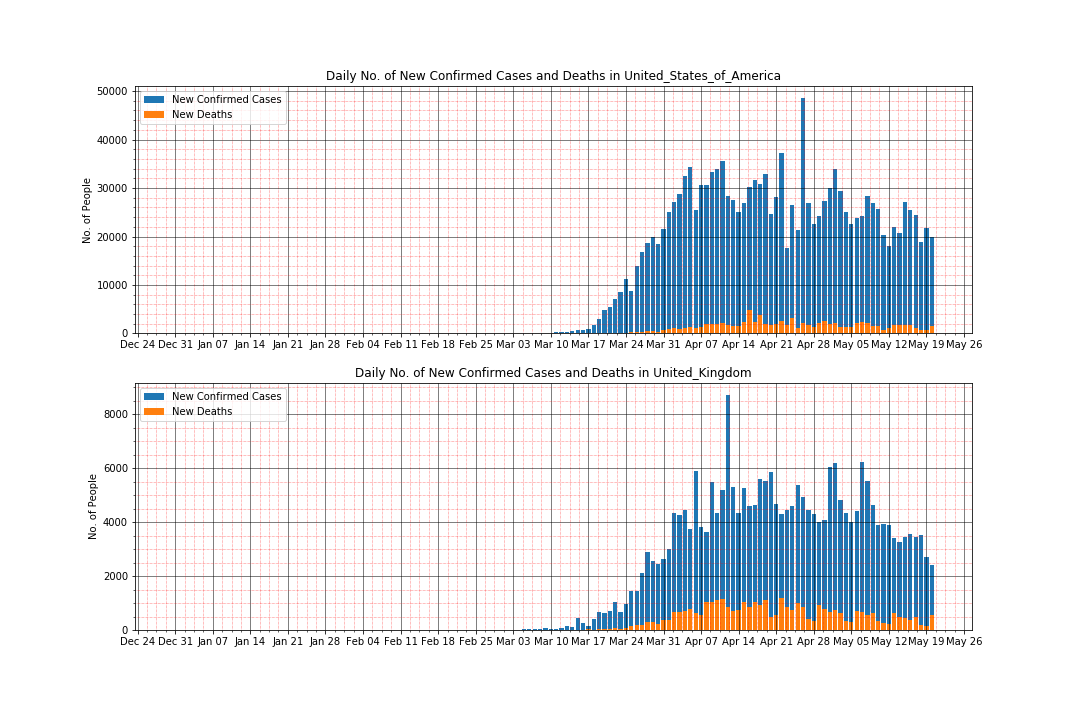 Daily No. of New Confirmed Cases and Deaths in United_States_of_America
New Confirmed Cases
New Deaths
No. of People
50000
40000
30000
20000
10000
0
Dec 24 Dec 31 Jan 07 Jan 14 Jan 21 Jan 28 Feb 04 Feb 11 Feb 18 Feb 25 Mar 03 Mar 10 Mar 17 Mar 24 Mar 31 Apr 07 Apr 14 Apr 21 Apr 28 May 05 May 12 May 19 May 26
Daily No. of New Confirmed Cases and Deaths in United_Kingdom
New Confirmed Cases
New Deaths
No. of People
8000
6000
4000
2000
0
Dec 24 Dec 31 Jan 07 Jan 14 Jan 21 Jan 28 Feb 04 Feb 11 Feb 18 Feb 25 Mar 03 Mar 10 Mar 17 Mar 24 Mar 31 Apr 07 Apr 14 Apr 21 Apr 28 May 05 May 12 May 19 May 26